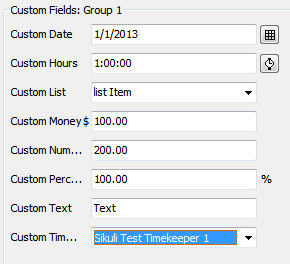 Custom Fields: Group 1
Custom Date 1/1/2013
Custom Hours 1:00:00
Custom List list Item
Custom Money $ 100.00
Custom Num... 200.00
Custom Perc... 100.00 %
Custom Text Text
Custom Tim... Sikuli Test Timekeeper 1